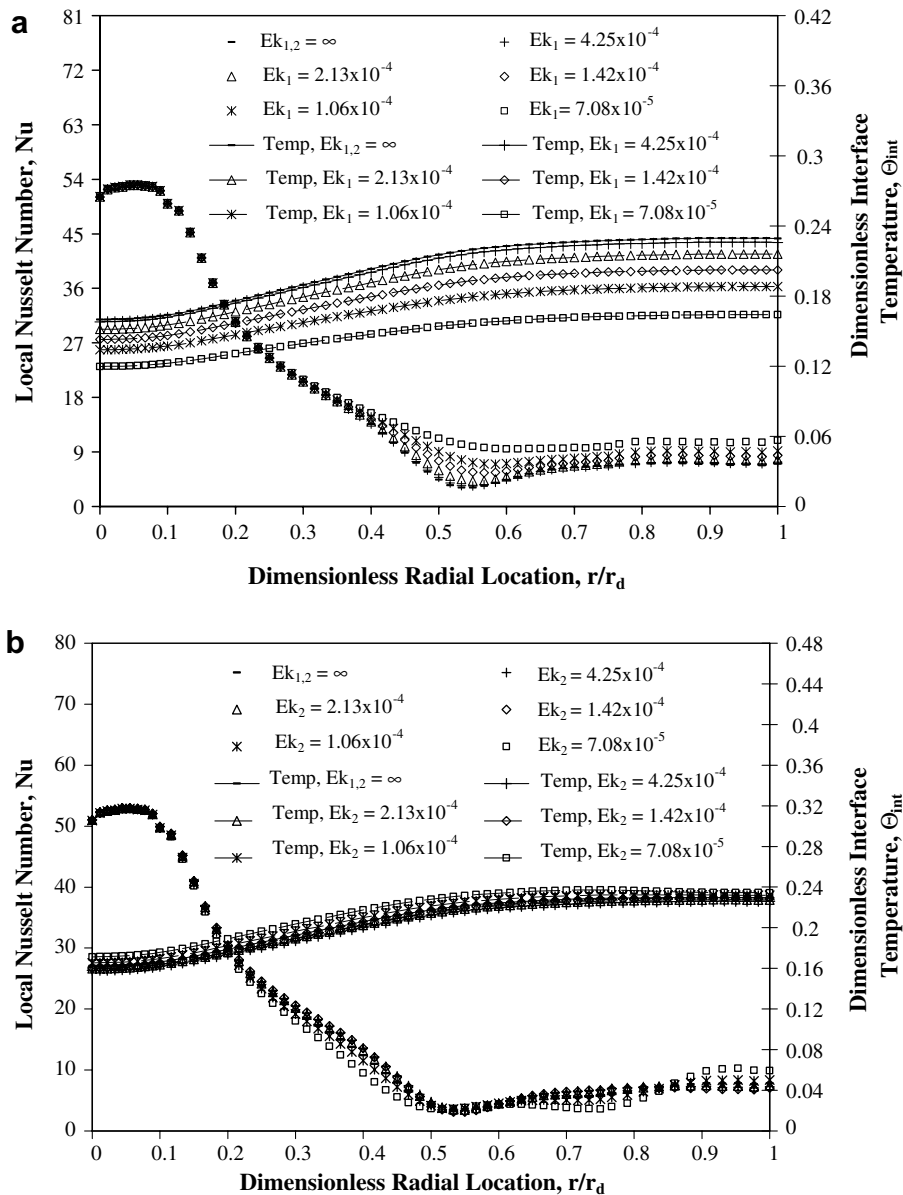 a
81
72
63
54
45
36
27
18
9
0
Local Nusselt Number, Nu
Ek1,2 = ∞
Ek1 = 4.25x10-4
Ek1 = 2.13x10-4
Ek1 = 1.42x10-4
Ek1 = 1.06x10-4
Ek1= 7.08x10-5
Temp, Ek1,2 = ∞
Temp, Ek1 = 4.25x10-4
Temp, Ek1 = 2.13x10-4
Temp, Ek1 = 1.42x10-4
Temp, Ek1 = 1.06x10-4
Temp, Ek1 = 7.08x10-5
0.42
0.36
0.3
0.24
0.18
0.12
0.06
0
Dimensionless Interface
Temperature, Θint
0 0.1 0.2 0.3 0.4 0.5 0.6 0.7 0.8 0.9 1
Dimensionless Radial Location, r/rd
b
80
70
60
50
40
30
20
10
0
Local Nusselt Number, Nu
Ek1,2 = ∞
Ek2 = 4.25x10-4
Ek2 = 2.13x10-4
Ek2 = 1.42x10-4
Ek2 = 1.06x10-4
Ek2 = 7.08x10-5
Temp, Ek1,2 = ∞
Temp, Ek2 = 4.25x10-4
Temp, Ek2 = 2.13x10-4
Temp, Ek2 = 1.42x10-4
Temp, Ek2 = 1.06x10-4
Temp, Ek2 = 7.08x10-5
0.48
0.44
0.4
0.36
0.32
0.28
0.24
0.2
0.16
0.12
0.08
0.04
0
Dimensionless Interface
Temperature, Θint
0 0.1 0.2 0.3 0.4 0.5 0.6 0.7 0.8 0.9 1
Dimensionless Radial Location, r/rd